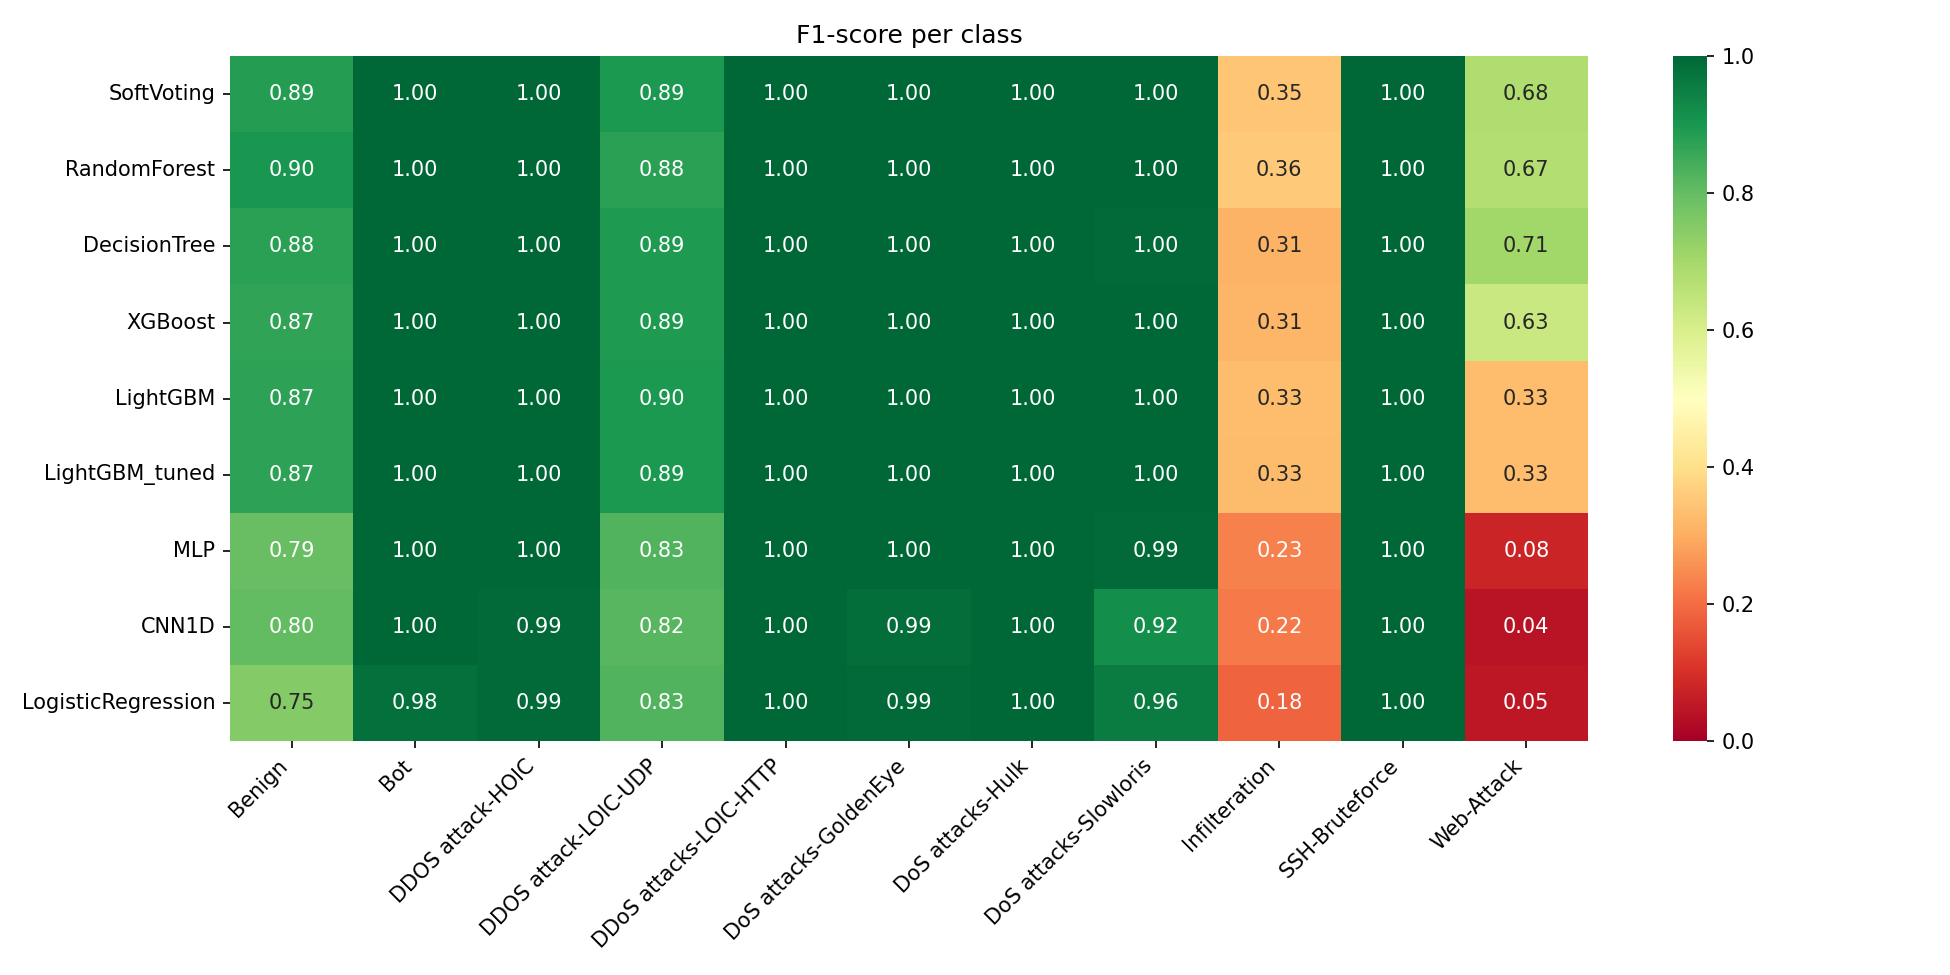 F1-score per class
SoftVoting 0.89 1.00 1.00 0.89 1.00 1.00 1.00 1.00 0.35 1.00 0.68
RandomForest 0.90 1.00 1.00 0.88 1.00 1.00 1.00 1.00 0.36 1.00 0.67
DecisionTree 0.88 1.00 1.00 0.89 1.00 1.00 1.00 1.00 0.31 1.00 0.71
XGBoost 0.87 1.00 1.00 0.89 1.00 1.00 1.00 1.00 0.31 1.00 0.63
LightGBM 0.87 1.00 1.00 0.90 1.00 1.00 1.00 1.00 0.33 1.00 0.33
LightGBM_tuned 0.87 1.00 1.00 0.89 1.00 1.00 1.00 1.00 0.33 1.00 0.33
MLP 0.79 1.00 1.00 0.83 1.00 1.00 1.00 0.99 0.23 1.00 0.08
CNN1D 0.80 1.00 0.99 0.82 1.00 0.99 1.00 0.92 0.22 1.00 0.04
LogisticRegression 0.75 0.98 0.99 0.83 1.00 0.99 1.00 0.96 0.18 1.00 0.05
Benign
Bot
DDOS attack-HOIC
DDOS attack-LOIC-UDP
DDoS attacks-LOIC-HTTP
DoS attacks-GoldenEye
DoS attacks-Hulk
DoS attacks-Slowloris
Infilteration
SSH-Bruteforce
Web-Attack
1.0
0.8
0.6
0.4
0.2
0.0